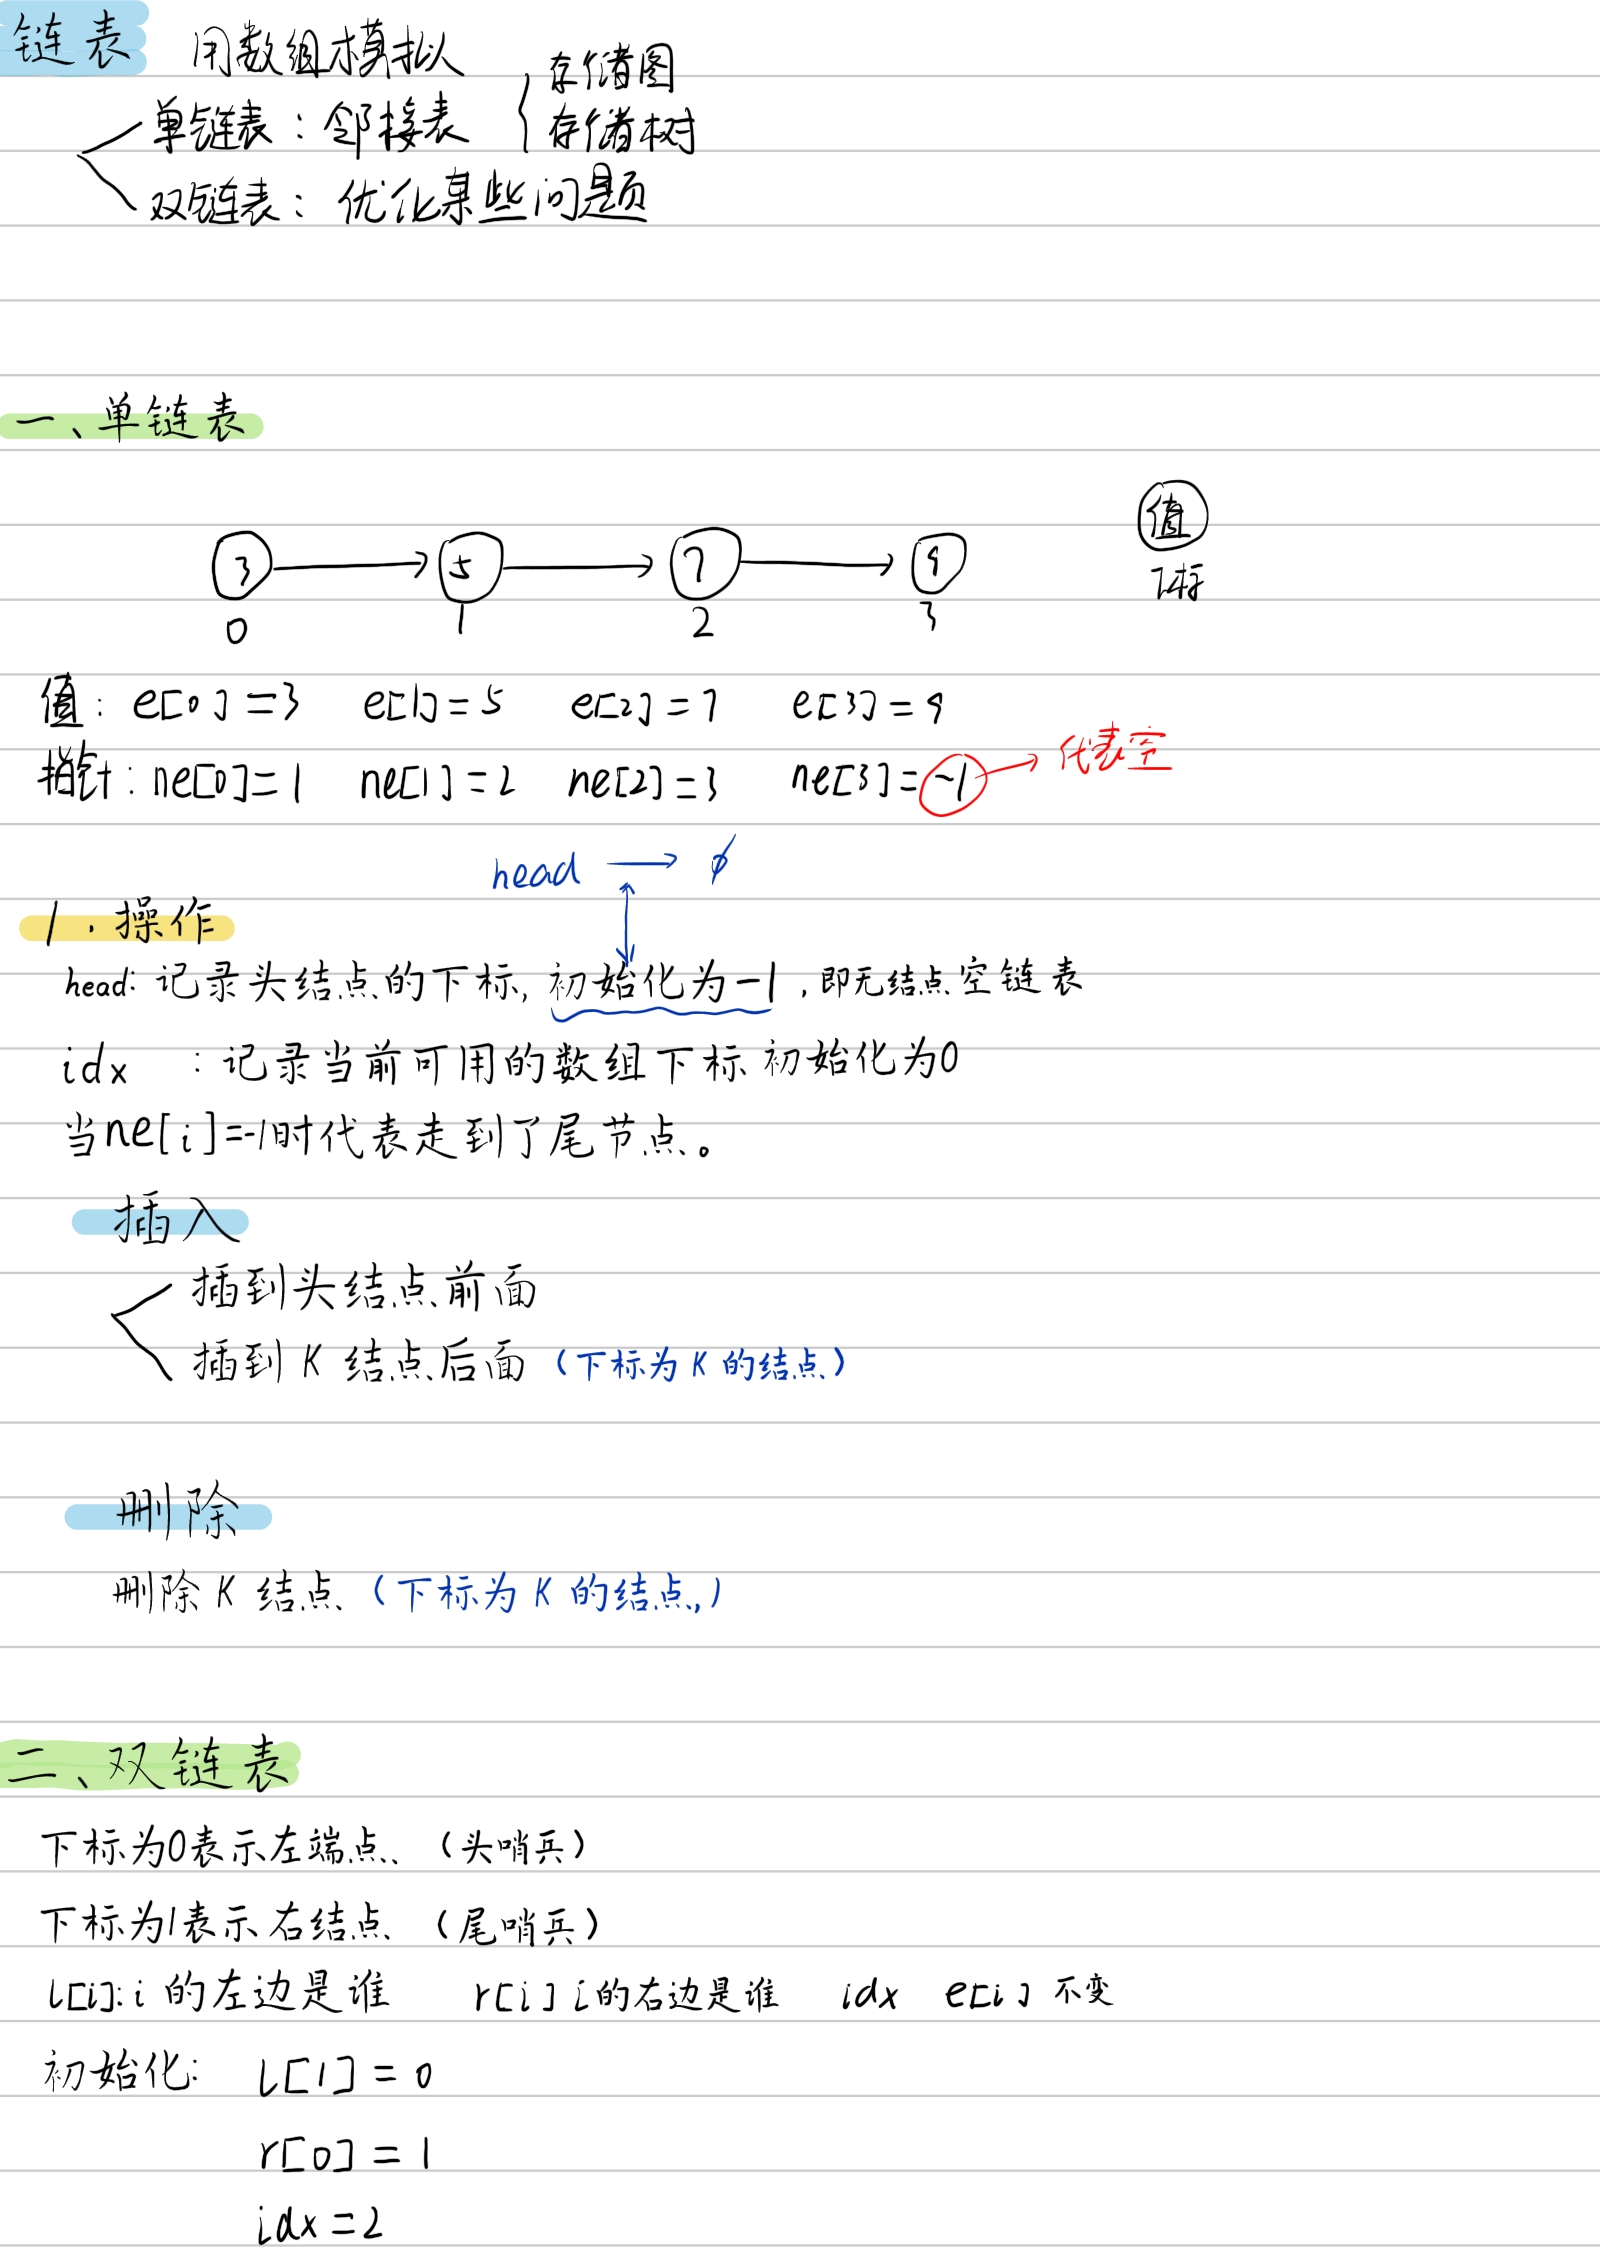 链表 用数组模拟
单链表：邻接表 { 存储图
存储树
双链表：优化某些问题
一、单链表
3 → 5 → 7 → 9 值
0 1 2 3 下标
值：e[0]=3 e[1]=5 e[2]=7 e[3]=9
指针：ne[0]=1 ne[1]=2 ne[2]=3 ne[3]=-1 → 代表空
head → ∅
1.操作
head: 记录头结点的下标, 初始化为-1 , 即无结点空链表
idx ：记录当前可用的数组下标 初始化为0
当ne[i]=-1时代表走到了尾节点。
插入
插到头结点前面
插到 K 结点后面（下标为 K 的结点）
删除
删除 K 结点（下标为 K 的结点,）
二、双链表
下标为0表示左端点、（头哨兵）
下标为1表示右结点 （尾哨兵）
l[i]: i 的左边是谁 r[i] i的右边是谁 idx e[i] 不变
初始化: l[1]=0
r[0]=1
idx=2